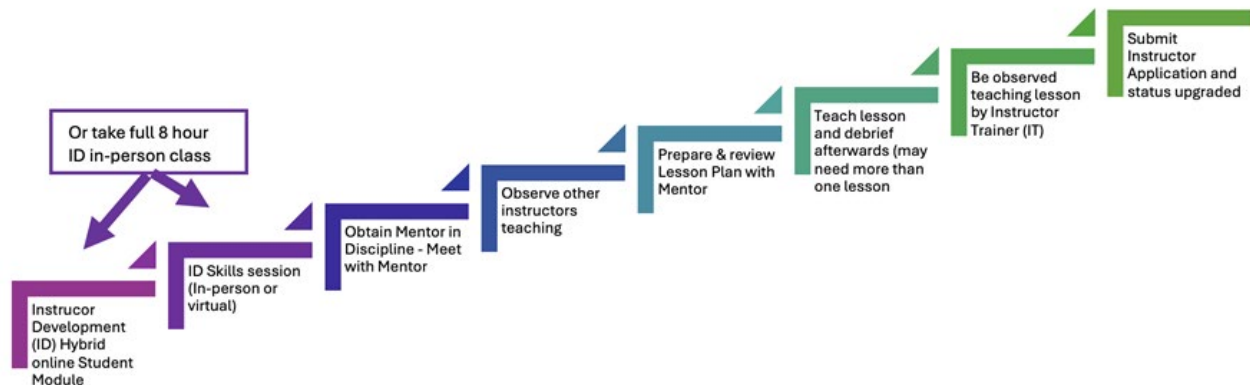 Or take full 8 hour
ID in-person class
Instrucor
Development
(ID) Hybrid
online Student
Module
ID Skills session
(In-person or
virtual)
Obtain Mentor in
Discipline - Meet
with Mentor
Observe other
instructors
teaching
Prepare & review
Lesson Plan with
Mentor
Teach lesson
and debrief
afterwards (may
need more than
one lesson
Be observed
teaching lesson
by Instructor
Trainer (IT)
Submit
Instructor
Application and
status upgraded